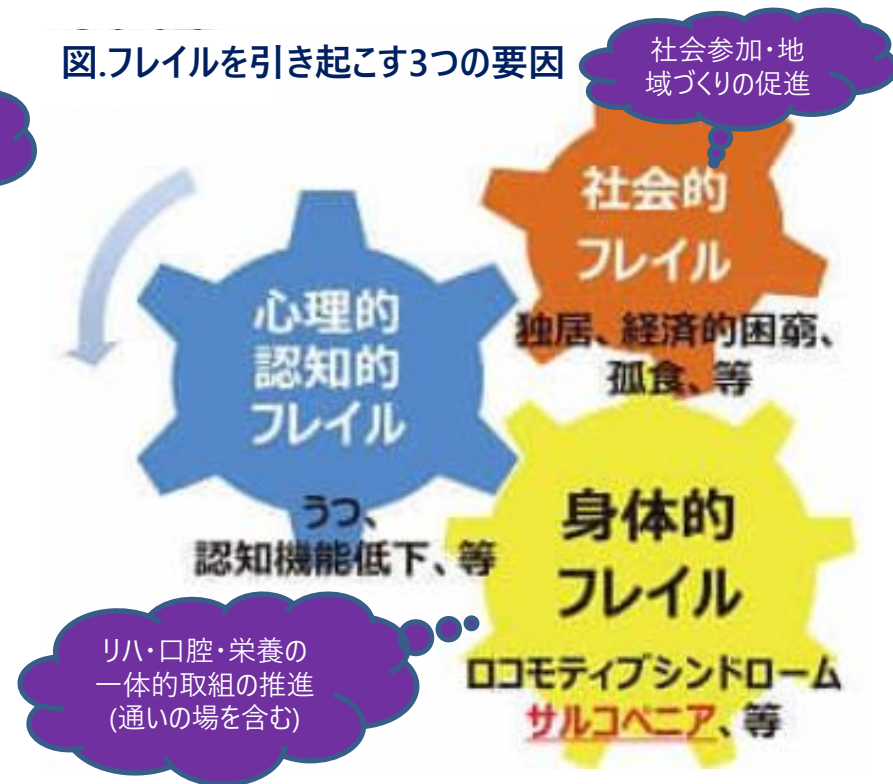 図.フレイルを引き起こす3つの要因
社会参加・地
域づくりの促進
社会的
フレイル
独居、経済的困窮、
孤食、等
心理的
認知的
フレイル
うつ、
認知機能低下、等
身体的
フレイル
ロコモティブシンドローム
サルコペニア、等
リハ・口腔・栄養の
一体的取組の推進
(通いの場を含む)